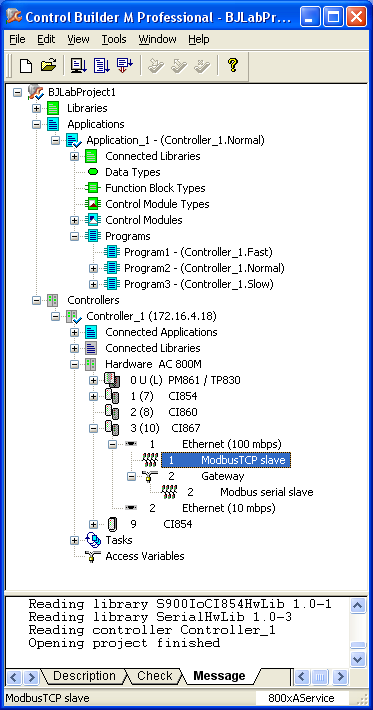 Control Builder M Professional - BJLabPr...
File Edit View Tools Window Help
BJLabProject1
Libraries
Applications
Application_1 - (Controller_1.Normal)
Connected Libraries
Data Types
Function Block Types
Control Module Types
Control Modules
Programs
Program1 - (Controller_1.Fast)
Program2 - (Controller_1.Normal)
Program3 - (Controller_1.Slow)
Controllers
Controller_1 (172.16.4.18)
Connected Applications
Connected Libraries
Hardware AC 800M
0 U (L) PM861 / TP830
1 (7) CI854
2 (8) CI860
3 (10) CI867
1 Ethernet (100 mbps)
1 ModbusTCP slave
2 Gateway
2 Modbus serial slave
2 Ethernet (10 mbps)
9 CI854
Tasks
Access Variables
Reading library S900IoCI854HwLib 1.0-1
Reading library SerialHwLib 1.0-3
Reading controller Controller_1
Opening project finished
Description Check Message
ModbusTCP slave 800xAService